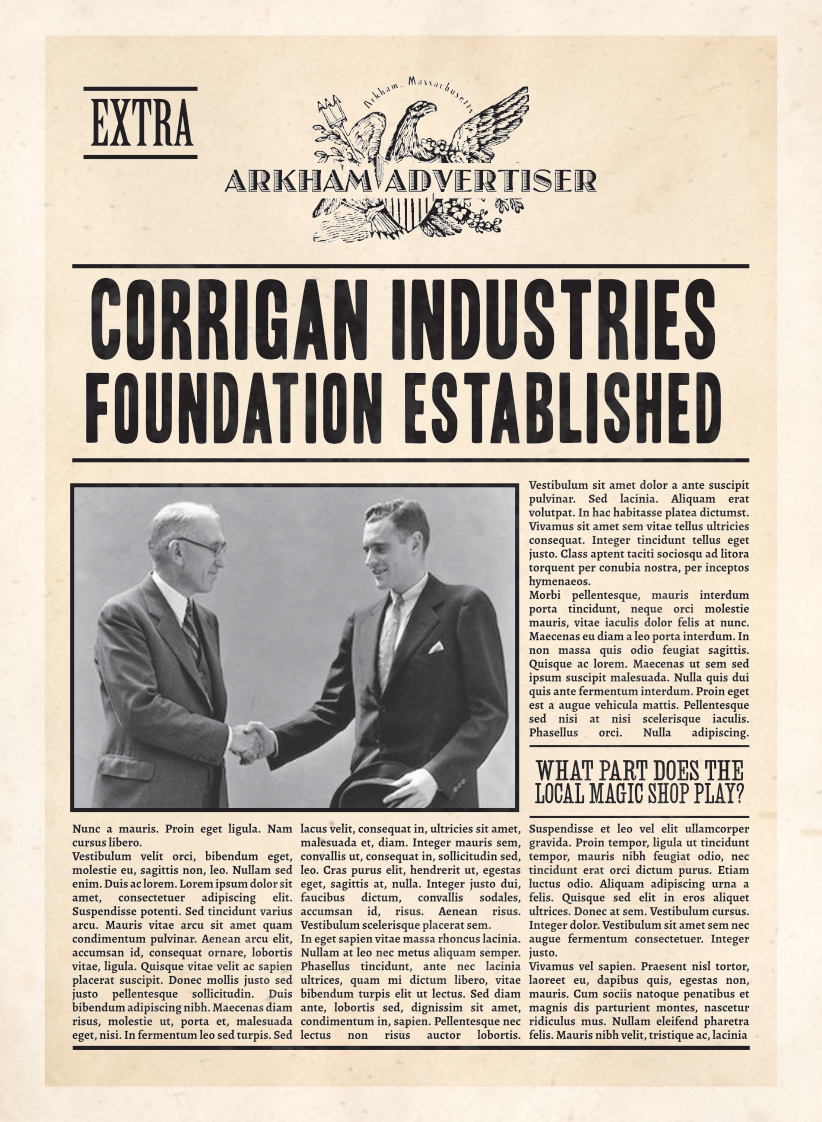 EXTRA
Arkham, Massachusetts
ARKHAM ADVERTISER
CORRIGAN INDUSTRIES
FOUNDATION ESTABLISHED
Vestibulum sit amet dolor a ante suscipit
pulvinar. Sed lacinia. Aliquam erat
volutpat. In hac habitasse platea dictumst.
Vivamus sit amet sem vitae tellus ultricies
consequat. Integer tincidunt tellus eget
justo. Class aptent taciti sociosqu ad litora
torquent per conubia nostra, per inceptos
hymenaeos.
Morbi pellentesque, mauris interdum
porta tincidunt, neque orci molestie
mauris, vitae iaculis dolor felis at nunc.
Maecenas eu diam a leo porta interdum. In
non massa quis odio feugiat sagittis.
Quisque ac lorem. Maecenas ut sem sed
ipsum suscipit malesuada. Nulla quis dui
quis ante fermentum interdum. Proin eget
est a augue vehicula mattis. Pellentesque
sed nisi at nisi scelerisque iaculis.
Phasellus orci. Nulla adipiscing.
WHAT PART DOES THE
LOCAL MAGIC SHOP PLAY?
Nunc a mauris. Proin eget ligula. Nam
cursus libero.
Vestibulum velit orci, bibendum eget,
molestie eu, sagittis non, leo. Nullam sed
enim. Duis ac lorem. Lorem ipsum dolor sit
amet, consectetuer adipiscing elit.
Suspendisse potenti. Sed tincidunt varius
arcu. Mauris vitae arcu sit amet quam
condimentum pulvinar. Aenean arcu elit,
accumsan id, consequat ornare, lobortis
vitae, ligula. Quisque vitae velit ac sapien
placerat suscipit. Donec mollis justo sed
justo pellentesque sollicitudin. Duis
bibendum adipiscing nibh. Maecenas diam
risus, molestie ut, porta et, malesuada
eget, nisi. In fermentum leo sed turpis. Sed
lacus velit, consequat in, ultricies sit amet,
malesuada et, diam. Integer mauris sem,
convallis ut, consequat in, sollicitudin sed,
leo. Cras purus elit, hendrerit ut, egestas
eget, sagittis at, nulla. Integer justo dui,
faucibus dictum, convallis sodales,
accumsan id, risus. Aenean risus.
Vestibulum scelerisque placerat sem.
In eget sapien vitae massa rhoncus lacinia.
Nullam at leo nec metus aliquam semper.
Phasellus tincidunt, ante nec lacinia
ultrices, quam mi dictum libero, vitae
bibendum turpis elit ut lectus. Sed diam
ante, lobortis sed, dignissim sit amet,
condimentum in, sapien. Pellentesque nec
lectus non risus auctor lobortis.
Suspendisse et leo vel elit ullamcorper
gravida. Proin tempor, ligula ut tincidunt
tempor, mauris nibh feugiat odio, nec
tincidunt erat orci dictum purus. Etiam
luctus odio. Aliquam adipiscing urna a
felis. Quisque sed elit in eros aliquet
ultrices. Donec at sem. Vestibulum cursus.
Integer dolor. Vestibulum sit amet sem nec
augue fermentum consectetuer. Integer
justo.
Vivamus vel sapien. Praesent nisl tortor,
laoreet eu, dapibus quis, egestas non,
mauris. Cum sociis natoque penatibus et
magnis dis parturient montes, nascetur
ridiculus mus. Nullam eleifend pharetra
felis. Mauris nibh velit, tristique ac, lacinia